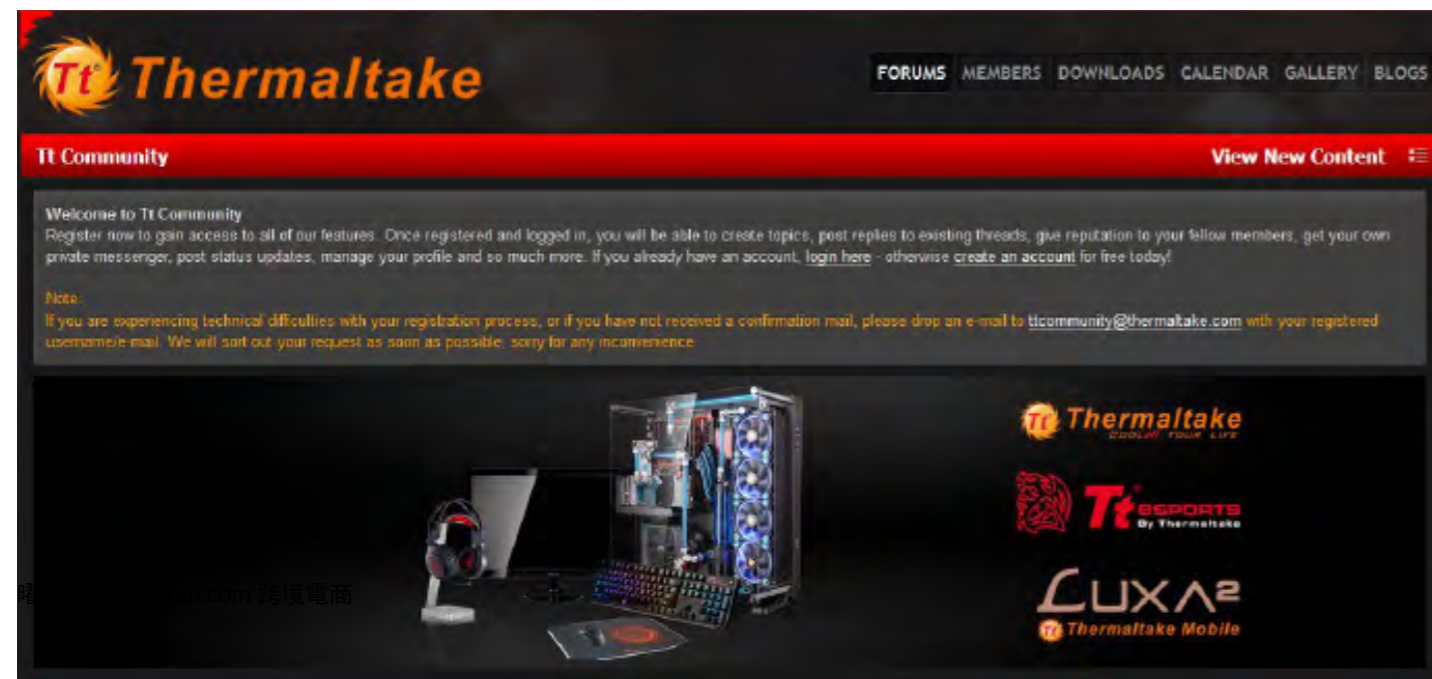 Tt Thermaltake
FORUMS MEMBERS DOWNLOADS CALENDAR GALLERY BLOGS
Tt Community
View New Content
Welcome to Tt Community
Register now to gain access to all of our features. Once registered and logged in, you will be able to create topics, post replies to existing threads, give reputation to your fellow members, get your own
private messenger, post status updates, manage your profile and so much more. If you already have an account, login here - otherwise create an account for free today!
Note:
If you are experiencing technical difficulties with your registration process, or if you have not received a confirmation mail, please drop an e-mail to ttcommunity@thermaltake.com with your registered
username/e-mail. We will sort out your request as soon as possible, sorry for any inconvenience
Tt Thermaltake
COOL ALL YOUR LIFE
Tt eSPORTS
By Thermaltake
LUXA2
Tt Thermaltake Mobile
.com 跨境電商